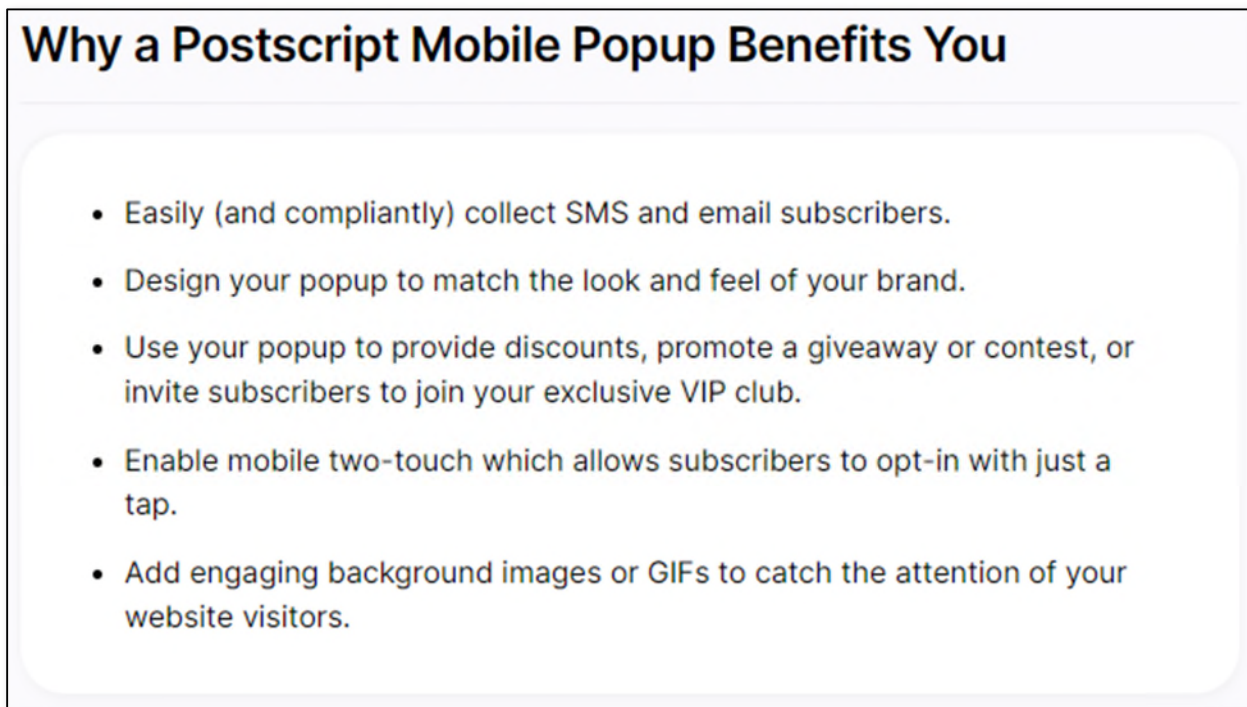 Why a Postscript Mobile Popup Benefits You
• Easily (and compliantly) collect SMS and email subscribers.
• Design your popup to match the look and feel of your brand.
• Use your popup to provide discounts, promote a giveaway or contest, or
invite subscribers to join your exclusive VIP club.
• Enable mobile two-touch which allows subscribers to opt-in with just a
tap.
• Add engaging background images or GIFs to catch the attention of your
website visitors.